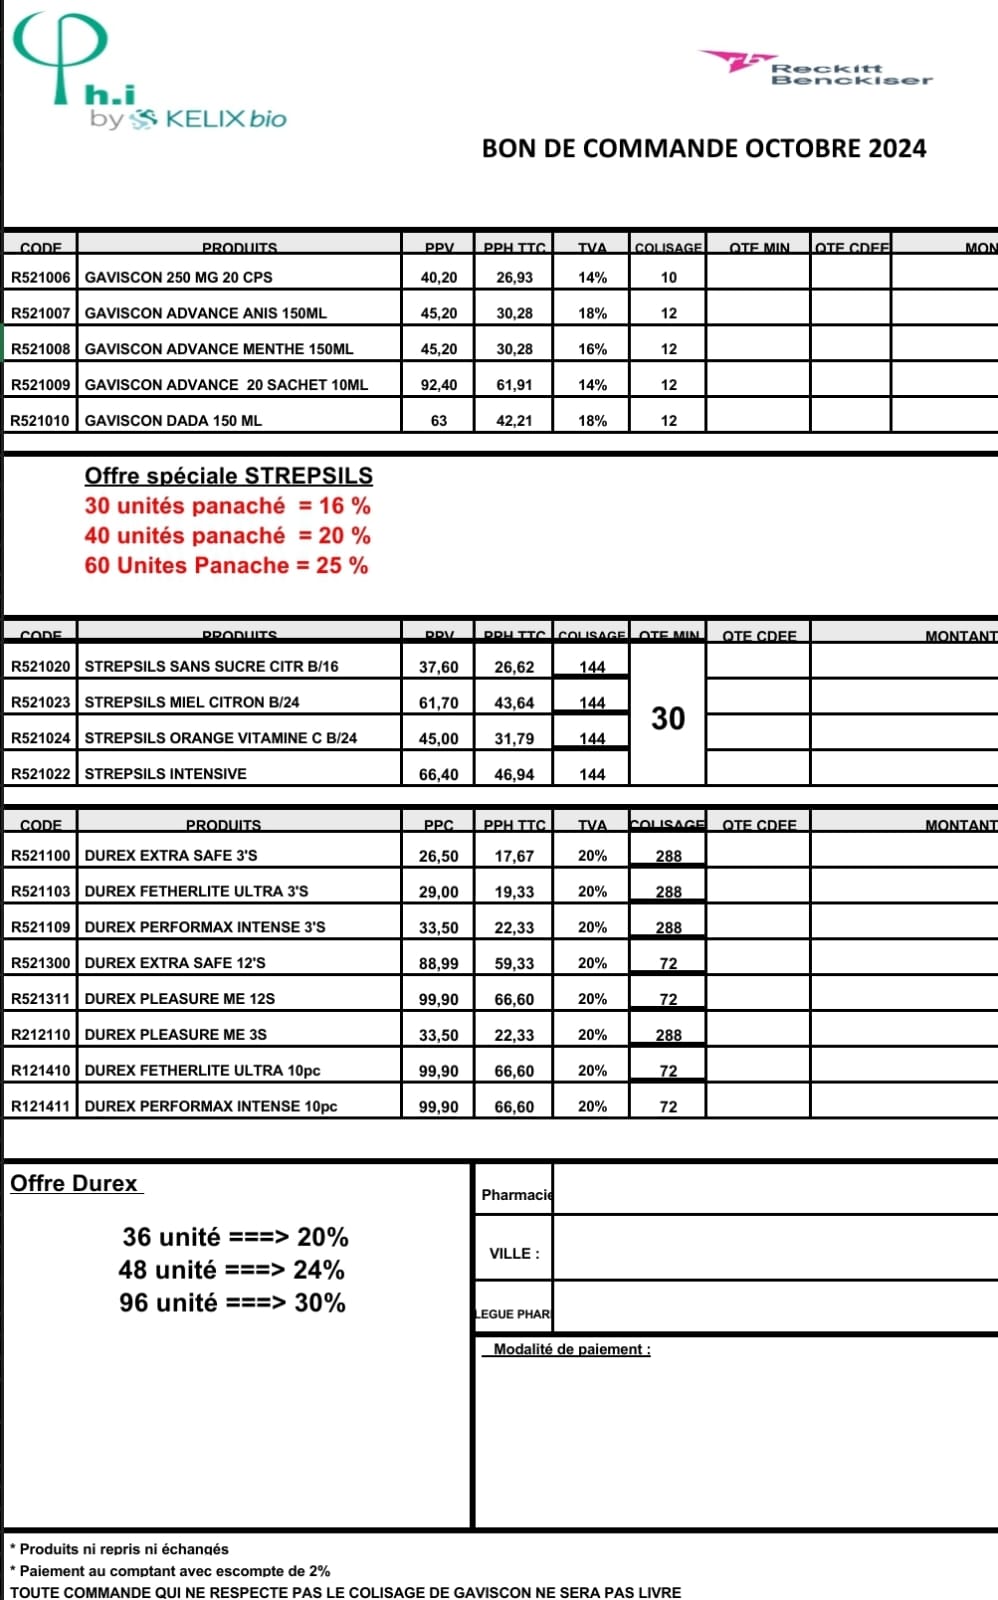 h.i
by KELIX bio
Reckitt
Benckiser
BON DE COMMANDE OCTOBRE 2024
CODE PRODUITS PPV PPH TTC TVA COLISAGE QTE MIN QTE CDEE MON
R521006 GAVISCON 250 MG 20 CPS 40,20 26,93 14% 10
R521007 GAVISCON ADVANCE ANIS 150ML 45,20 30,28 18% 12
R521008 GAVISCON ADVANCE MENTHE 150ML 45,20 30,28 16% 12
R521009 GAVISCON ADVANCE 20 SACHET 10ML 92,40 61,91 14% 12
R521010 GAVISCON DADA 150 ML 63 42,21 18% 12
Offre spéciale STREPSILS
30 unités panaché = 16 %
40 unités panaché = 20 %
60 Unites Panache = 25 %
CODE PRODUITS PPV PPH TTC COLISAGE QTE MIN QTE CDEE MONTANT
R521020 STREPSILS SANS SUCRE CITR B/16 37,60 26,62 144
R521023 STREPSILS MIEL CITRON B/24 61,70 43,64 144
30
R521024 STREPSILS ORANGE VITAMINE C B/24 45,00 31,79 144
R521022 STREPSILS INTENSIVE 66,40 46,94 144
CODE PRODUITS PPC PPH TTC TVA COLISAGE QTE CDEE MONTANT
R521100 DUREX EXTRA SAFE 3'S 26,50 17,67 20% 288
R521103 DUREX FETHERLITE ULTRA 3'S 29,00 19,33 20% 288
R521109 DUREX PERFORMAX INTENSE 3'S 33,50 22,33 20% 288
R521300 DUREX EXTRA SAFE 12'S 88,99 59,33 20% 72
R521311 DUREX PLEASURE ME 12S 99,90 66,60 20% 72
R212110 DUREX PLEASURE ME 3S 33,50 22,33 20% 288
R121410 DUREX FETHERLITE ULTRA 10pc 99,90 66,60 20% 72
R121411 DUREX PERFORMAX INTENSE 10pc 99,90 66,60 20% 72
Offre Durex
36 unité ===> 20%
48 unité ===> 24%
96 unité ===> 30%
Pharmacie
VILLE :
LEGUE PHAR
Modalité de paiement :
* Produits ni repris ni échangés
* Paiement au comptant avec escompte de 2%
TOUTE COMMANDE QUI NE RESPECTE PAS LE COLISAGE DE GAVISCON NE SERA PAS LIVRE